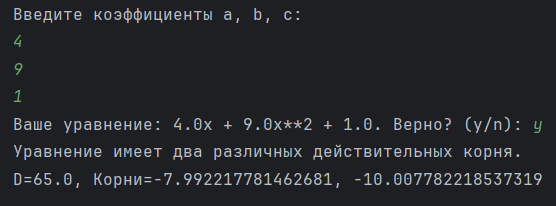 Введите коэффициенты a, b, c:
4
9
1
Ваше уравнение: 4.0x + 9.0x**2 + 1.0. Верно? (y/n): y
Уравнение имеет два различных действительных корня.
D=65.0, Корни=-7.992217781462681, -10.007782218537319